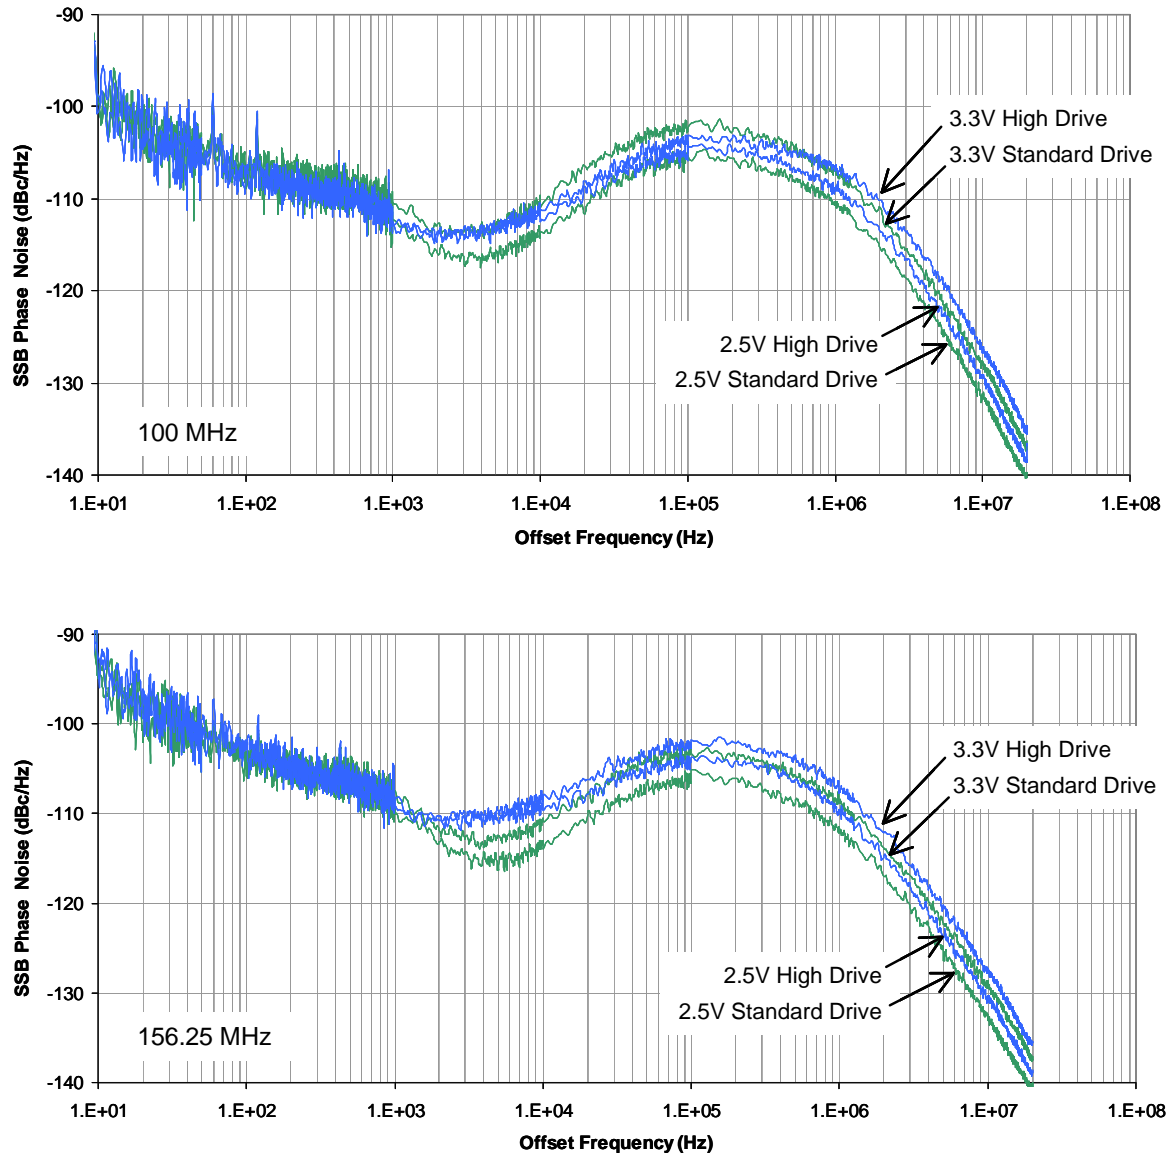 -90
-100
-110
-120
-130
-140
SSB Phase Noise (dBc/Hz)
3.3V High Drive
3.3V Standard Drive
2.5V High Drive
2.5V Standard Drive
100 MHz
1.E+01 1.E+02 1.E+03 1.E+04 1.E+05 1.E+06 1.E+07 1.E+08
Offset Frequency (Hz)
-90
-100
-110
-120
-130
-140
SSB Phase Noise (dBc/Hz)
3.3V High Drive
3.3V Standard Drive
2.5V High Drive
2.5V Standard Drive
156.25 MHz
1.E+01 1.E+02 1.E+03 1.E+04 1.E+05 1.E+06 1.E+07 1.E+08
Offset Frequency (Hz)